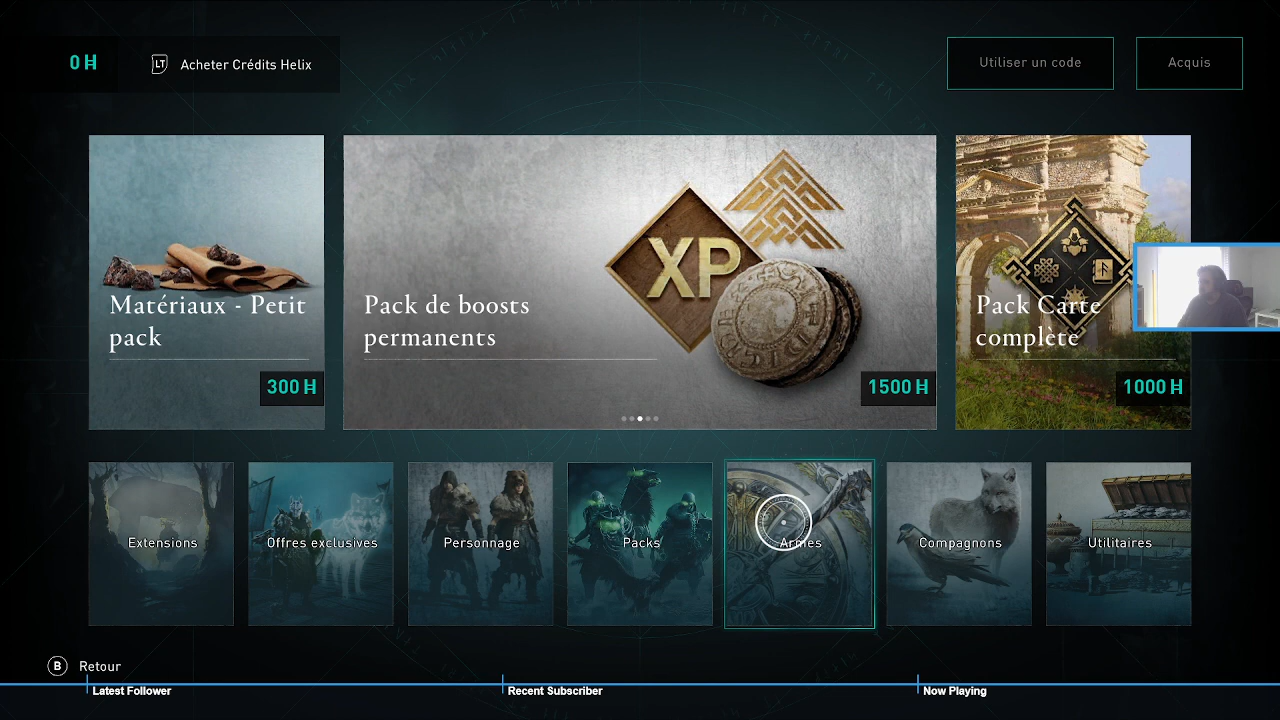 0 H
LT Acheter Crédits Helix
Utiliser un code
Acquis
Matériaux - Petit
pack
300 H
XP
Pack de boosts
permanents
1500 H
Pack Carte
complète
1000 H
Extensions
Offres exclusives
Personnage
Packs
Armes
Compagnons
Utilitaires
B Retour
Latest Follower
Recent Subscriber
Now Playing